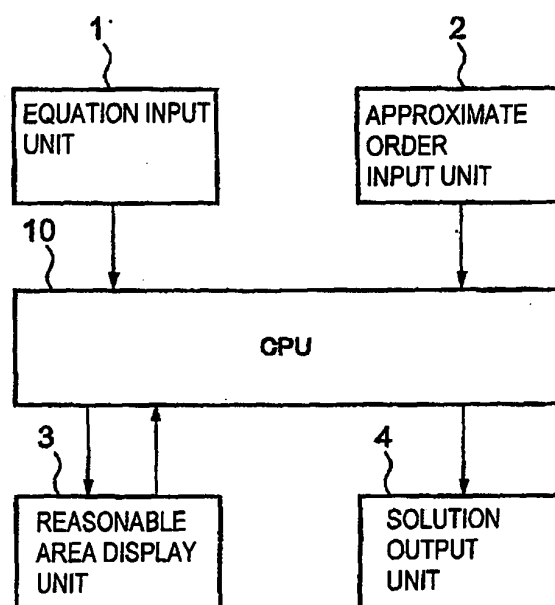 1
2
EQUATION INPUT
UNIT
APPROXIMATE
ORDER
INPUT UNIT
10
CPU
3
4
REASONABLE
AREA DISPLAY
UNIT
SOLUTION
OUTPUT
UNIT